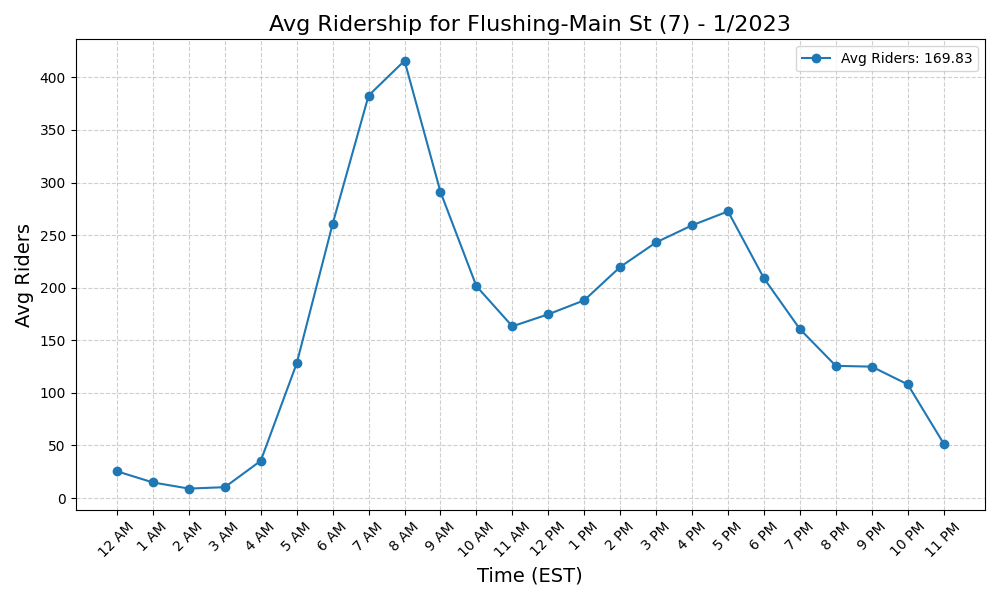 Avg Ridership for Flushing-Main St (7) - 1/2023
Avg Riders: 169.83
Avg Riders
400
350
300
250
200
150
100
50
0
12 AM
1 AM
2 AM
3 AM
4 AM
5 AM
6 AM
7 AM
8 AM
9 AM
10 AM
11 AM
12 PM
1 PM
2 PM
3 PM
4 PM
5 PM
6 PM
7 PM
8 PM
9 PM
10 PM
11 PM
Time (EST)